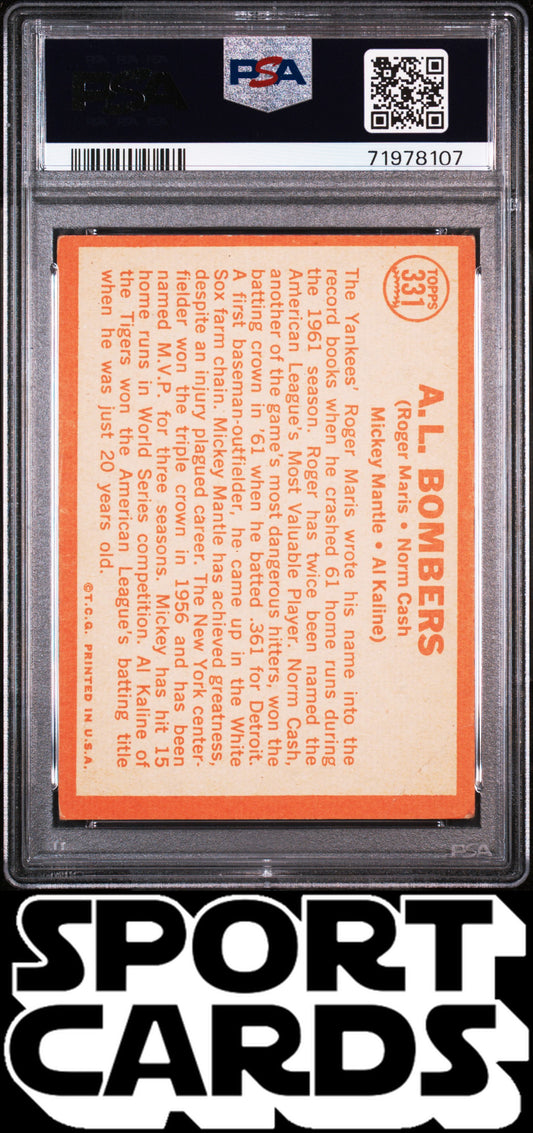 PSA
PSA
71978107
TOPPS
331
A. L. BOMBERS
(Roger Maris • Norm Cash
Mickey Mantle • Al Kaline)
The Yankees' Roger Maris wrote his name into the
record books when he crashed 61 home runs during
the 1961 season. Roger has twice been named the
American League's Most Valuable Player. Norm Cash,
another of the game's most dangerous hitters, won the
batting crown in '61 when he batted .361 for Detroit.
A first baseman-outfielder, he came up in the White
Sox farm chain. Mickey Mantle has achieved greatness,
despite an injury plagued career. The New York center-
fielder won the triple crown in 1956 and has been
named M.V.P. for three seasons. Mickey has hit 15
home runs in World Series competition. Al Kaline of
the Tigers won the American League's batting title
when he was just 20 years old.
©T.C.G. PRINTED IN U.S.A.
PSA
SPORT
CARDS